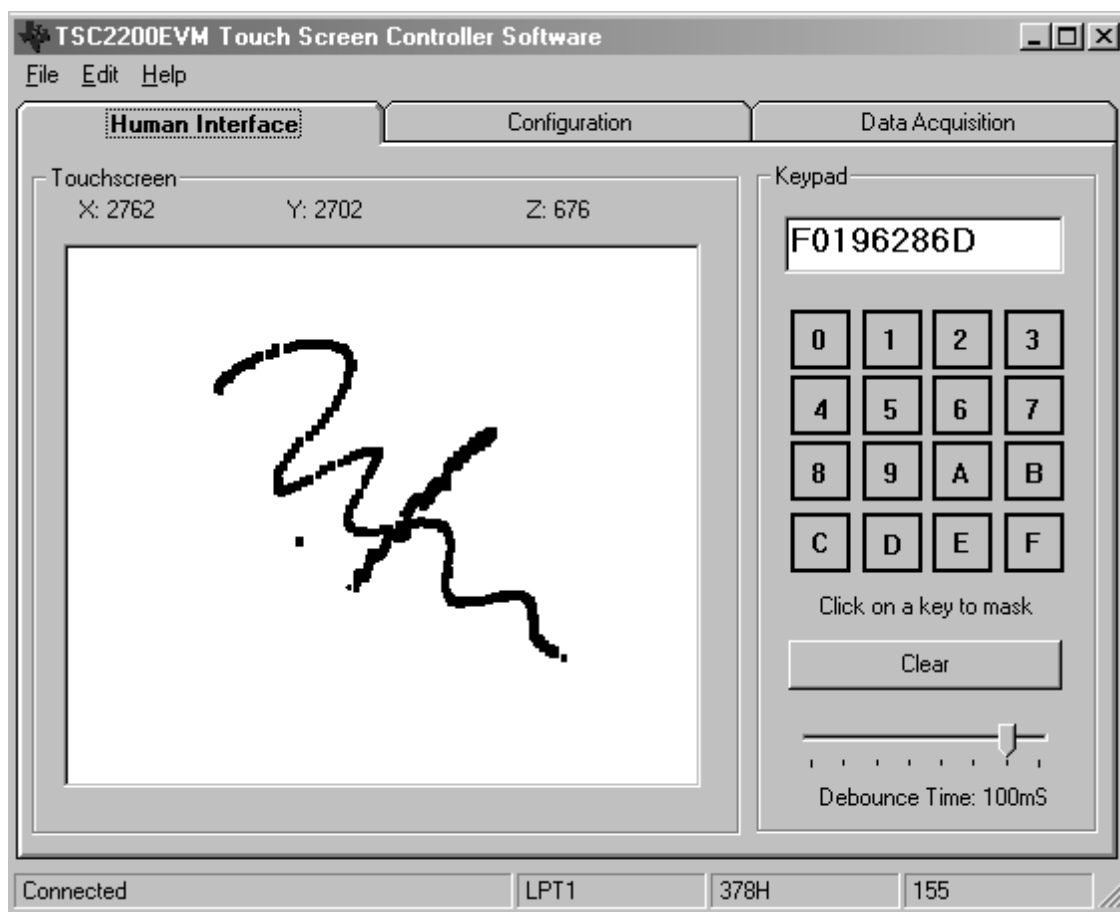 TSC2200EVM Touch Screen Controller Software
File Edit Help
Human Interface Configuration Data Acquisition
Touchscreen
X: 2762 Y: 2702 Z: 676
Keypad
F0196286D
0 1 2 3
4 5 6 7
8 9 A B
C D E F
Click on a key to mask
Clear
Debounce Time: 100mS
Connected LPT1 378H 155